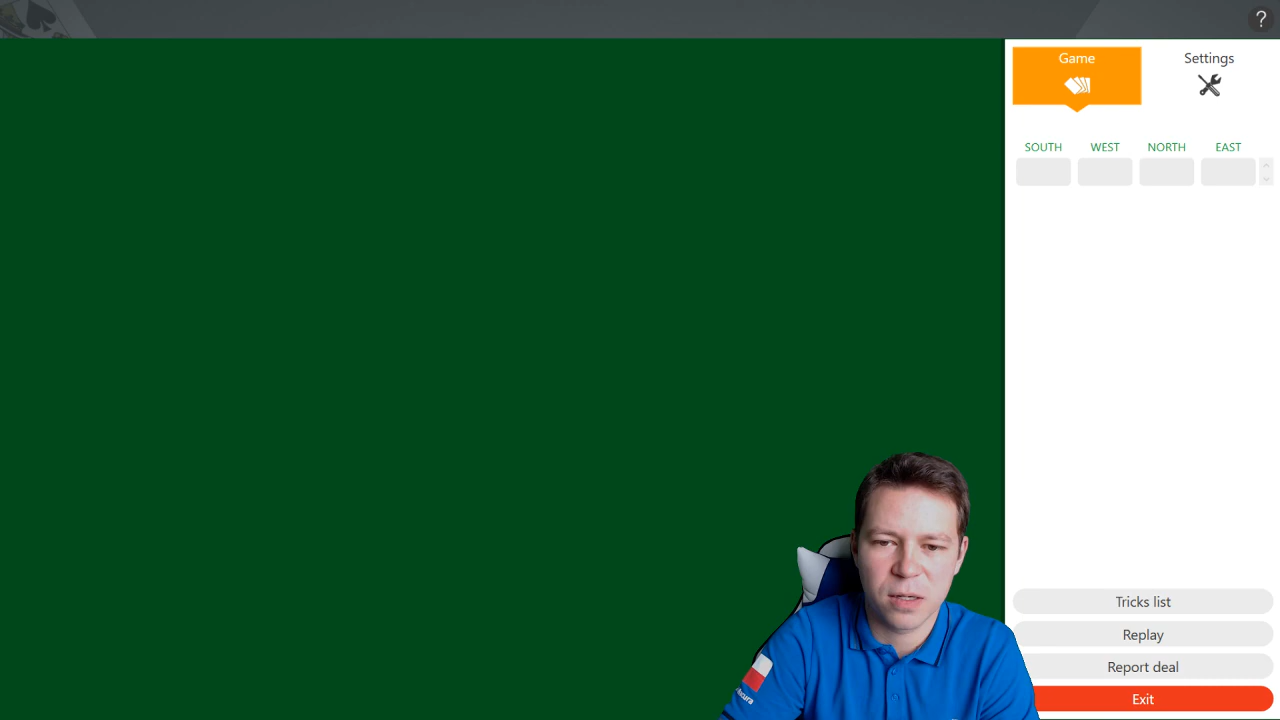 ?
Game
Settings
SOUTH WEST NORTH EAST
Tricks list
Replay
Report deal
Exit